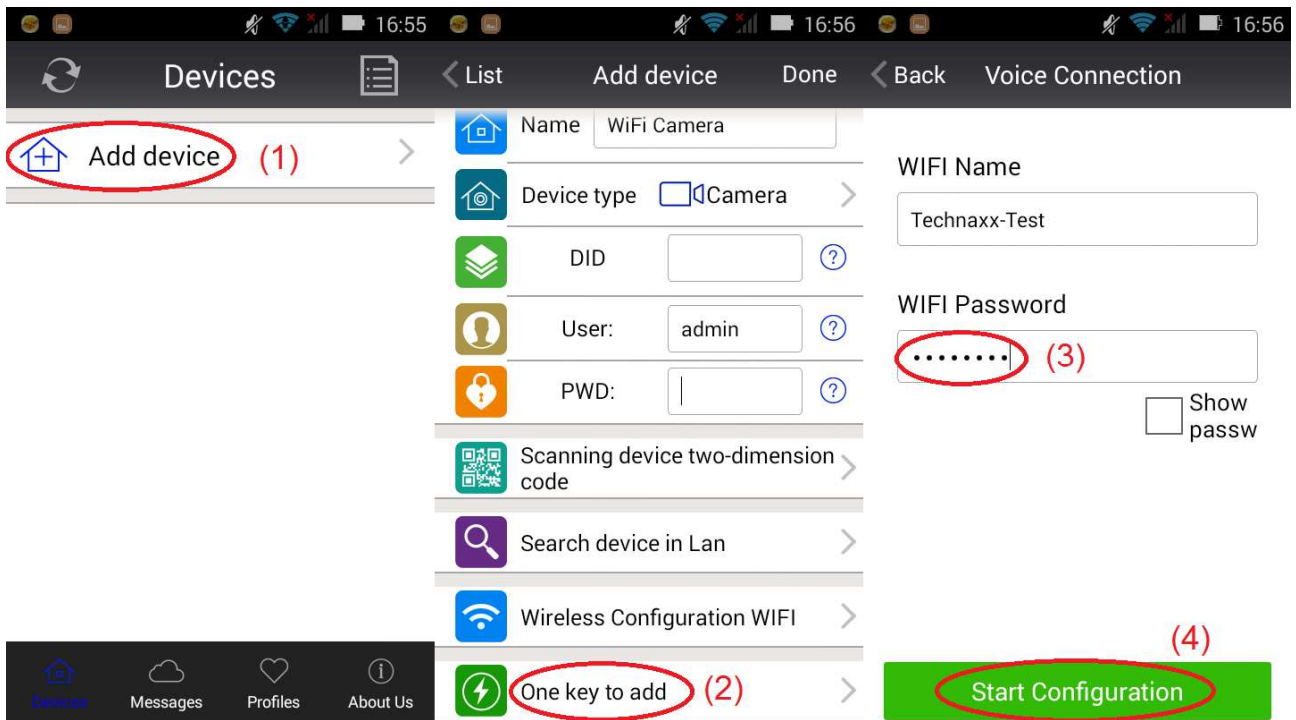 16:55
Devices
Add device
(1)
Devices
Messages
Profiles
About Us
16:56
List
Add device
Done
Name
WiFi Camera
Device type
Camera
DID
?
User:
admin
?
PWD:
?
Scanning device two-dimension
code
Search device in Lan
Wireless Configuration WIFI
One key to add
(2)
16:56
Back
Voice Connection
WIFI Name
Technaxx-Test
WIFI Password
••••••••
(3)
Show
passw
(4)
Start Configuration